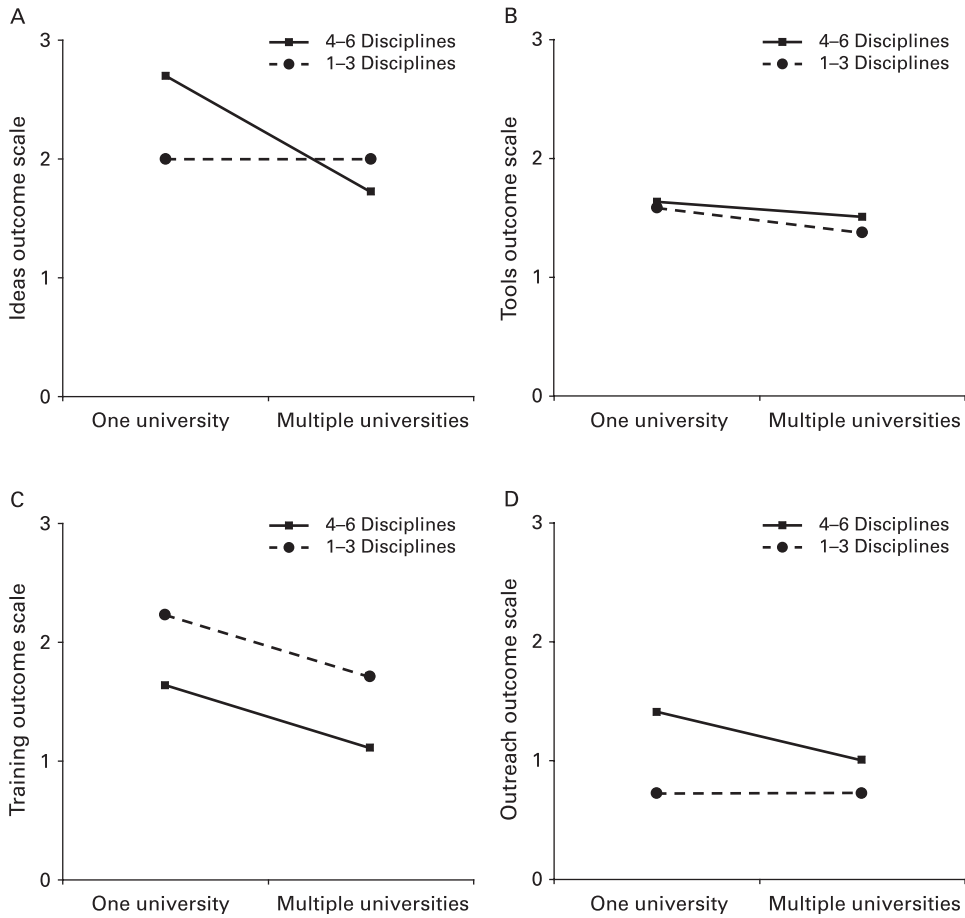 A
3
2
1
0
Ideas outcome scale
4–6 Disciplines
1–3 Disciplines
One university
Multiple universities
B
3
2
1
0
Tools outcome scale
4–6 Disciplines
1–3 Disciplines
One university
Multiple universities
C
3
2
1
0
Training outcome scale
4–6 Disciplines
1–3 Disciplines
One university
Multiple universities
D
3
2
1
0
Outreach outcome scale
4–6 Disciplines
1–3 Disciplines
One university
Multiple universities